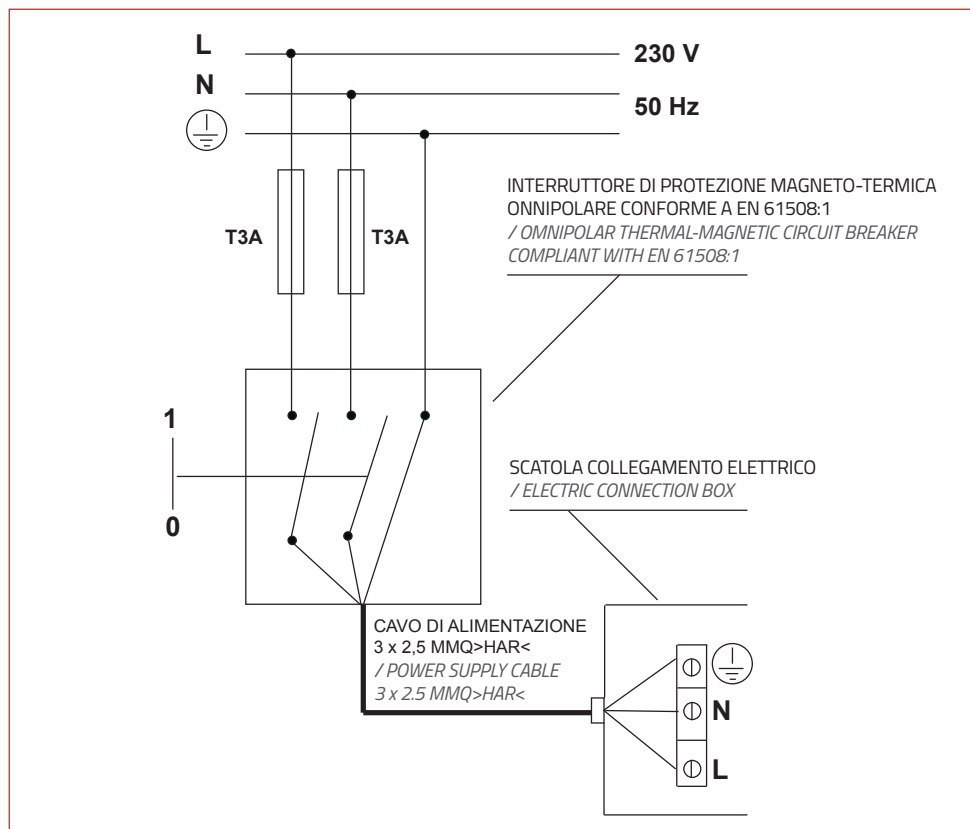 L
230 V
N
50 Hz
INTERRUTTORE DI PROTEZIONE MAGNETO-TERMICA
ONNIPOLARE CONFORME A EN 61508:1
/ OMNIPOLAR THERMAL-MAGNETIC CIRCUIT BREAKER
COMPLIANT WITH EN 61508:1
T3A
T3A
1
0
SCATOLA COLLEGAMENTO ELETTRICO
/ ELECTRIC CONNECTION BOX
CAVO DI ALIMENTAZIONE
3 x 2,5 MMQ>HAR<
/ POWER SUPPLY CABLE
3 x 2.5 MMQ>HAR<
N
L